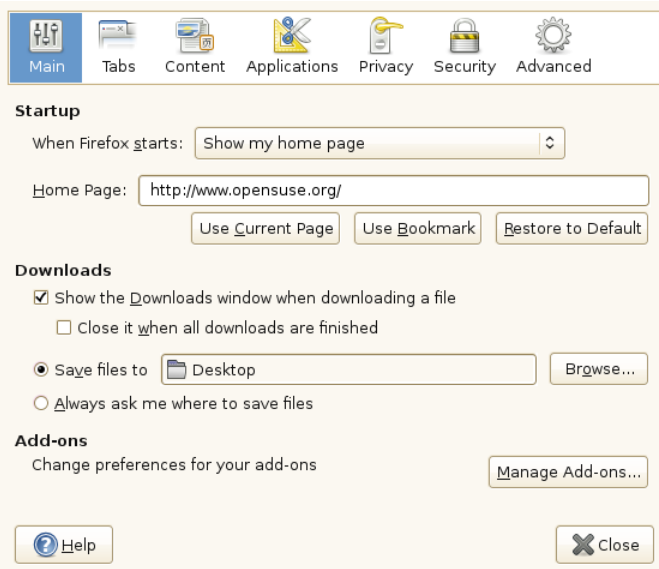 Main Tabs Content Applications Privacy Security Advanced
Startup
When Firefox starts: Show my home page
Home Page: http://www.opensuse.org/
Use Current Page Use Bookmark Restore to Default
Downloads
Show the Downloads window when downloading a file
Close it when all downloads are finished
Save files to Desktop Browse...
Always ask me where to save files
Add-ons
Change preferences for your add-ons
Manage Add-ons...
Help Close